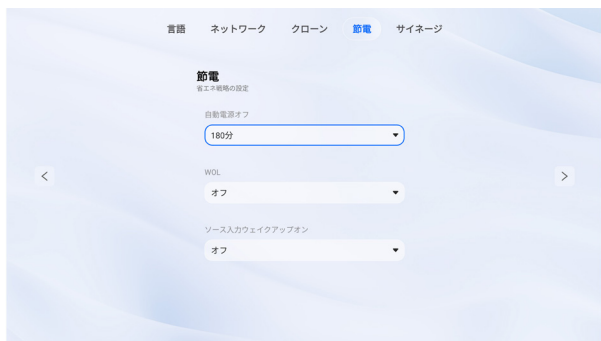 言語 ネットワーク クローン 節電 サイネージ
節電
省エネ戦略の設定
自動電源オフ
180分
WOL
オフ
ソース入力ウェイクアップオン
オフ